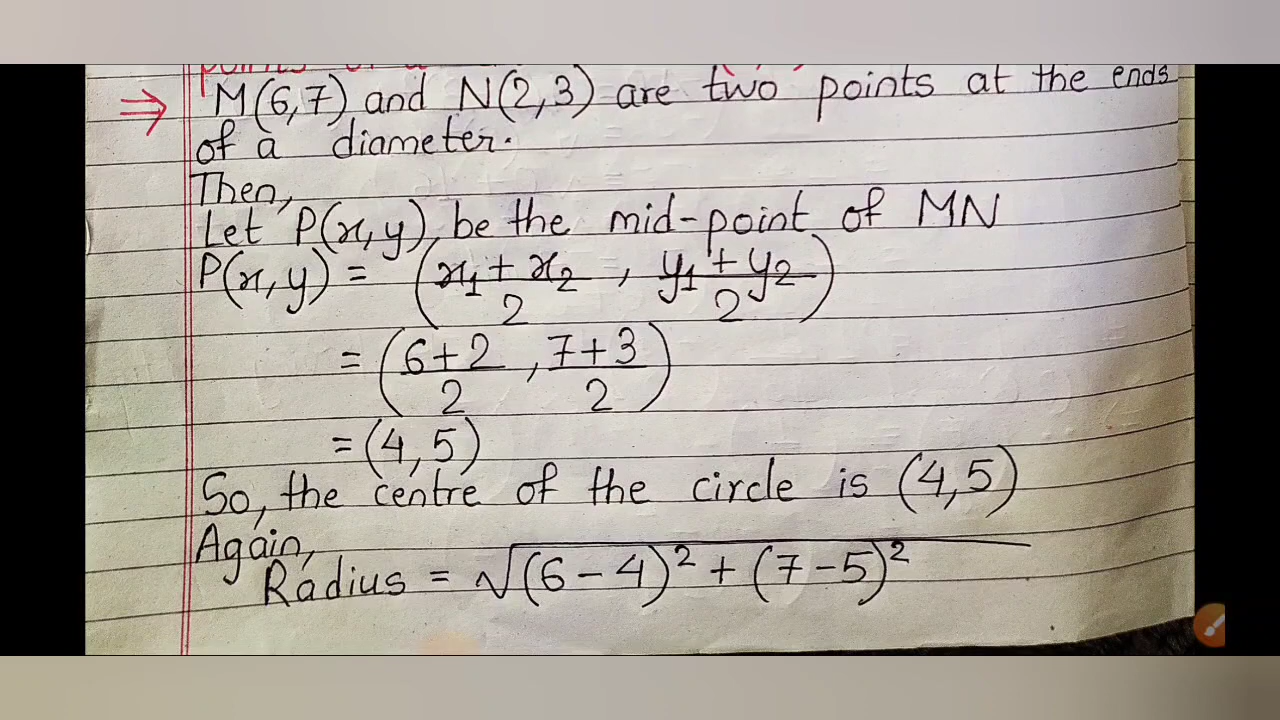 ⇒ M(6,7) and N(2,3) are two points at the ends
of a diameter.
Then,
Let P(x,y), be the mid-point of MN
P(x,y) = (x₁+x₂/2 , y₁+y₂/2)
= (6+2/2 , 7+3/2)
= (4,5)
So, the centre of the circle is (4,5)
Again,
Radius = √(6-4)² + (7-5)²